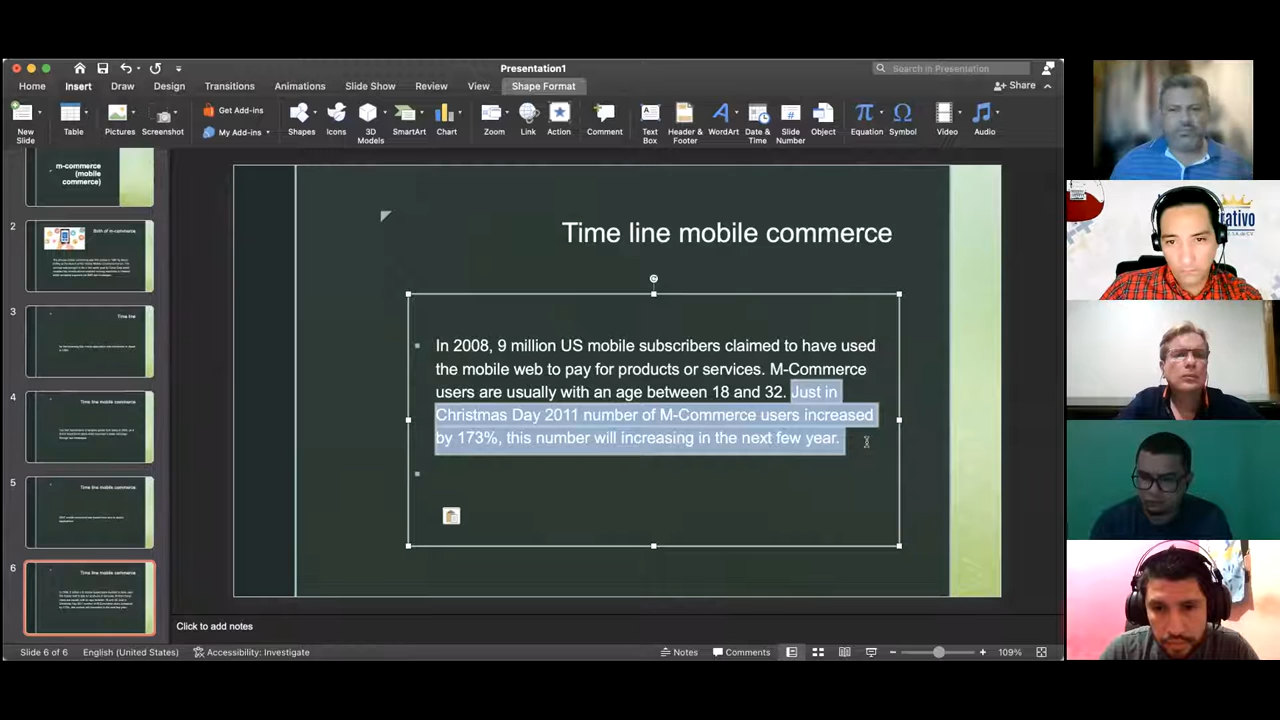 Presentation1
Search in Presentation
Home Insert Draw Design Transitions Animations Slide Show Review View Shape Format
Share
New Slide
Table
Pictures
Screenshot
Get Add-ins
My Add-ins
Shapes
Icons
3D Models
SmartArt
Chart
Zoom
Link
Action
Comment
Text Box
Header & Footer
WordArt
Date & Time
Slide Number
Object
Equation
Symbol
Video
Audio
m-commerce
(mobile
commerce)
2
Birth of m-commerce
3
Time line
4
Time line mobile commerce
5
Time line mobile commerce
6
Time line mobile commerce
Time line mobile commerce
In 2008, 9 million US mobile subscribers claimed to have used
the mobile web to pay for products or services. M-Commerce
users are usually with an age between 18 and 32. Just in
Christmas Day 2011 number of M-Commerce users increased
by 173%, this number will increasing in the next few year.
Click to add notes
Slide 6 of 6
English (United States)
Accessibility: Investigate
Notes
Comments
109%